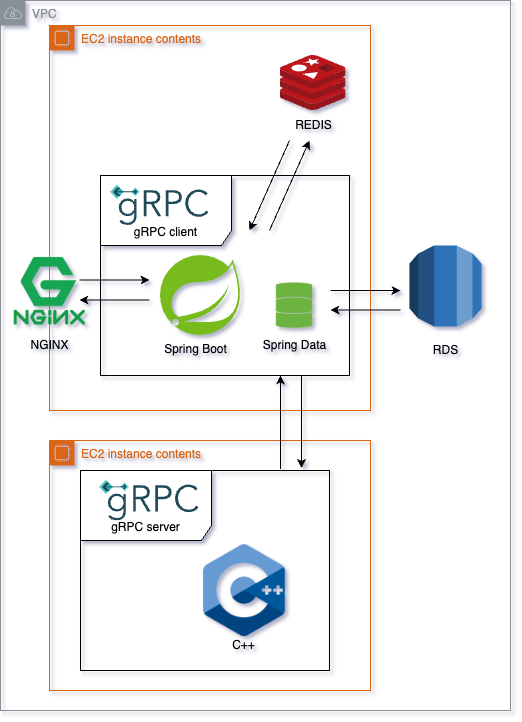 VPC
EC2 instance contents
REDIS
gRPC
gRPC client
NGiNX
NGINX
Spring Boot
Spring Data
RDS
EC2 instance contents
gRPC
gRPC server
C++
C++